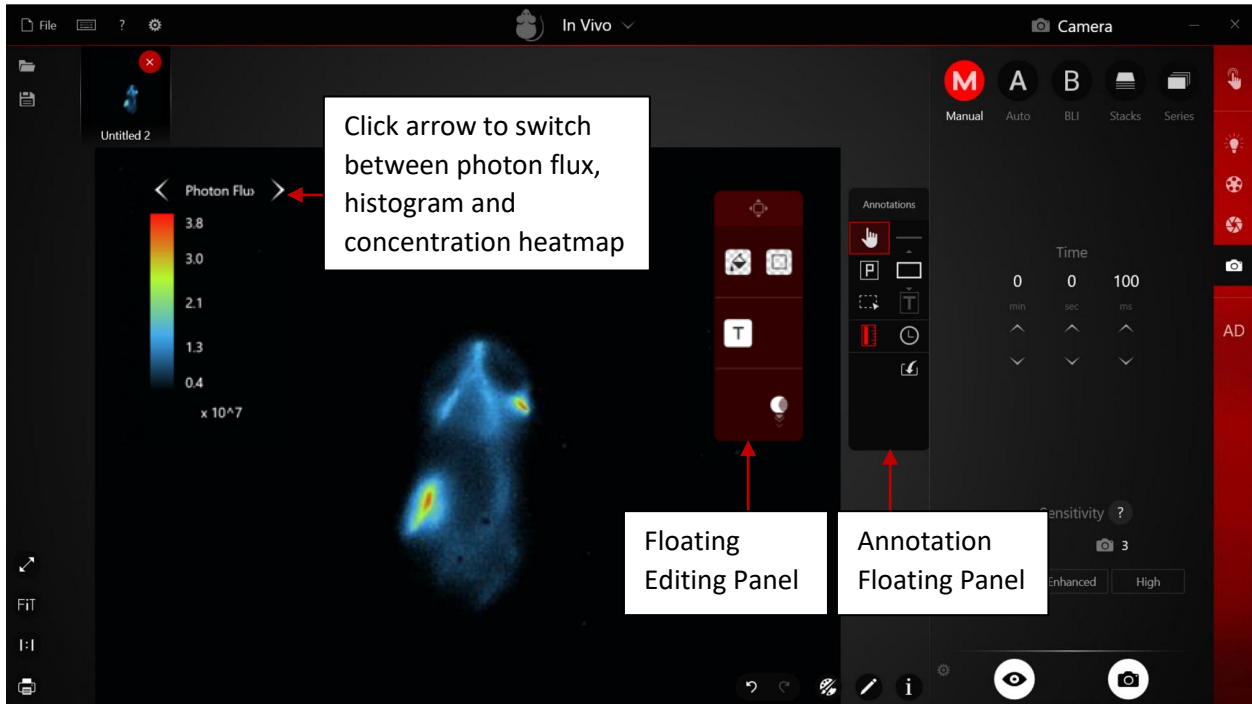 File
?
In Vivo
Camera
Untitled 2
Click arrow to switch
between photon flux,
histogram and
concentration heatmap
Photon Flu
3.8
3.0
2.1
1.3
0.4
x 10^7
Annotations
P
T
T
M
A
B
Manual
Auto
BLI
Stacks
Series
Time
0
0
100
min
sec
ms
AD
Floating
Editing Panel
Annotation
Floating Panel
Sensitivity ?
3
Enhanced
High
FiT
1:1
i